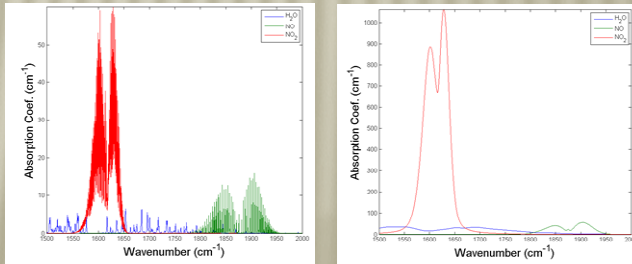 H2O
NO
NO2
Absorption Coef. (cm⁻¹)
50
40
30
20
10
0
1500 1550 1600 1650 1700 1750 1800 1850 1900 1950 2000
Wavenumber (cm⁻¹)
H2O
NO
NO2
Absorption Coef. (cm⁻¹)
1000
900
800
700
600
500
400
300
200
100
0
1500 1550 1600 1650 1700 1750 1800 1850 1900 1950
Wavenumber (cm⁻¹)